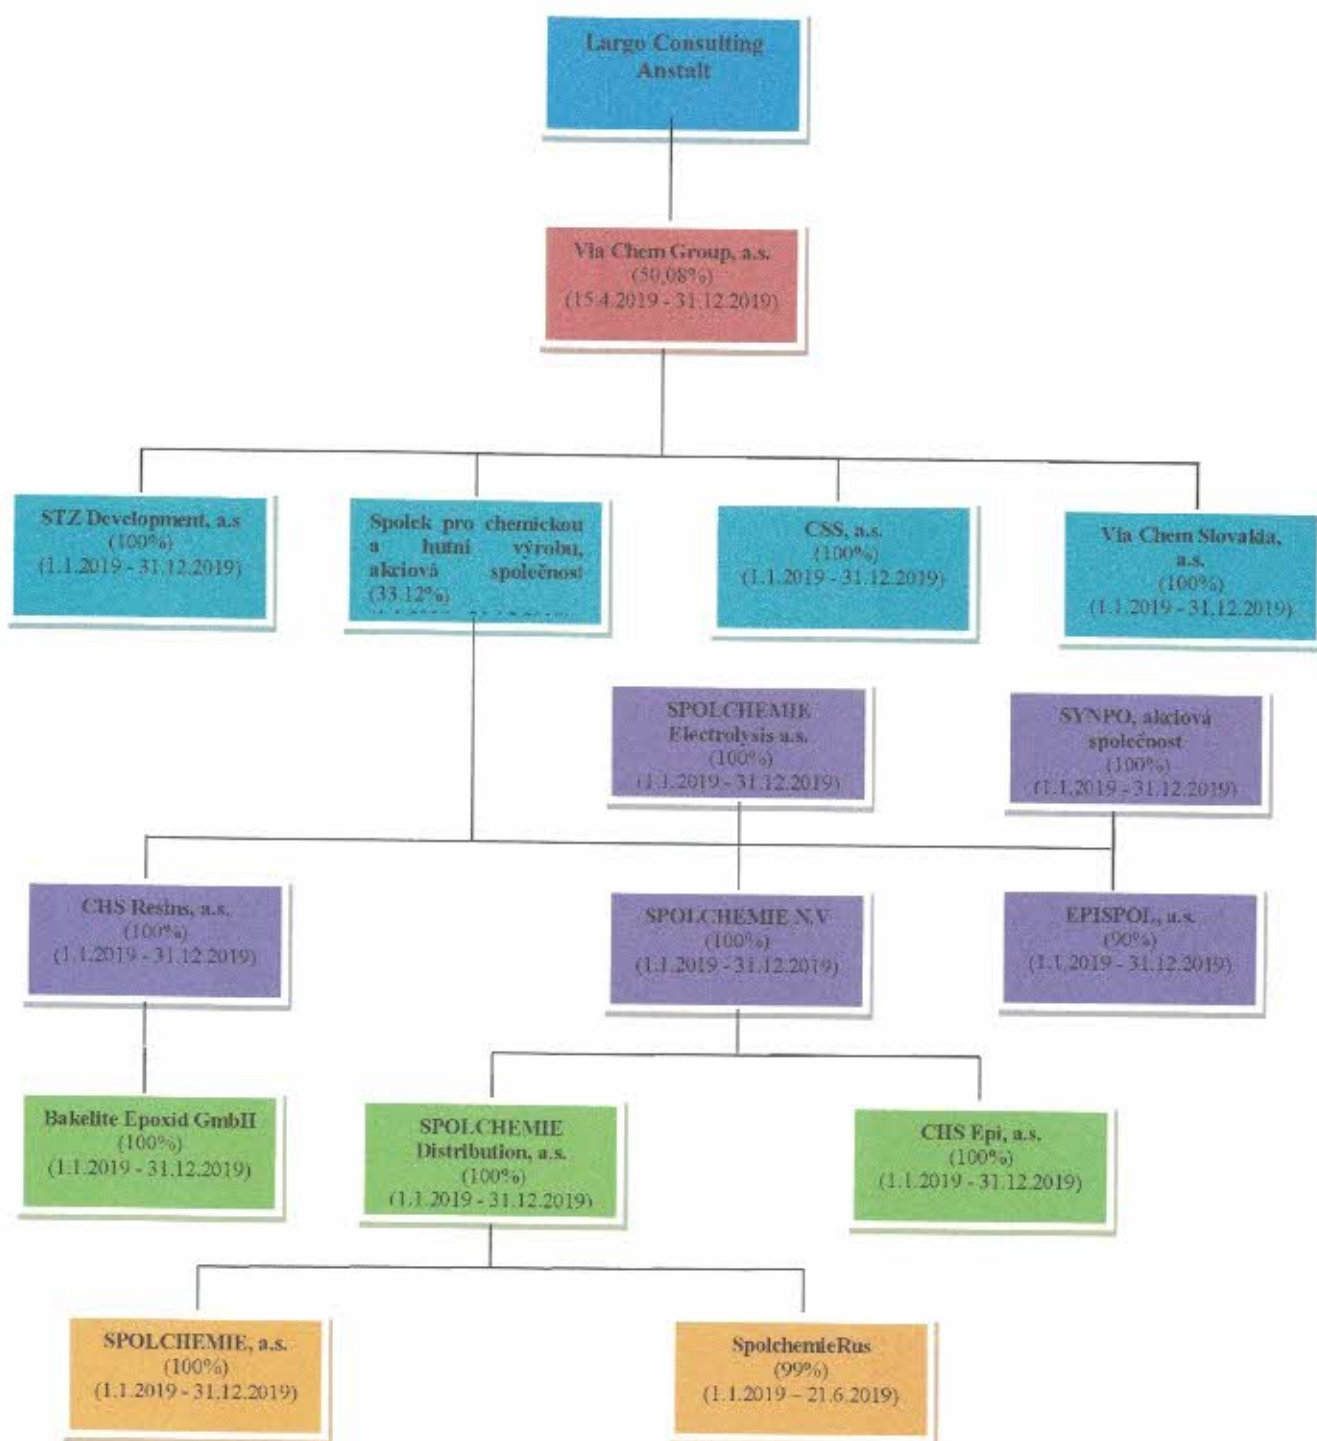 Largo Consulting
Anstalt
Via Chem Group, a.s.
(50,08%)
(15.4.2019 - 31.12.2019)
STZ Development, a.s
(100%)
(1.1.2019 - 31.12.2019)
Spolek pro chemickou
a hutní výrobu,
akciová společnost
(33.12%)
CSS, a.s.
(100%)
(1.1.2019 - 31.12.2019)
Via Chem Slovakia,
a.s.
(100%)
(1.1.2019 - 31.12.2019)
SPOLCHEMIE
Electrolysis a.s.
(100%)
(1.1.2019 - 31.12.2019)
SYNPO, akciová
společnost
(100%)
(1.1.2019 - 31.12.2019)
CHS Resins, a.s.
(100%)
(1.1.2019 - 31.12.2019)
SPOLCHEMIE N.V
(100%)
(1.1.2019 - 31.12.2019)
EPISPOL, a.s.
(90%)
(1.1.2019 - 31.12.2019)
Bakelite Epoxid GmbH
(100%)
(1.1.2019 - 31.12.2019)
SPOLCHEMIE
Distribution, a.s.
(100%)
(1.1.2019 - 31.12.2019)
CHS Epi, a.s.
(100%)
(1.1.2019 - 31.12.2019)
SPOLCHEMIE, a.s.
(100%)
(1.1.2019 - 31.12.2019)
SpolchemieRus
(99%)
(1.1.2019 – 21.6.2019)